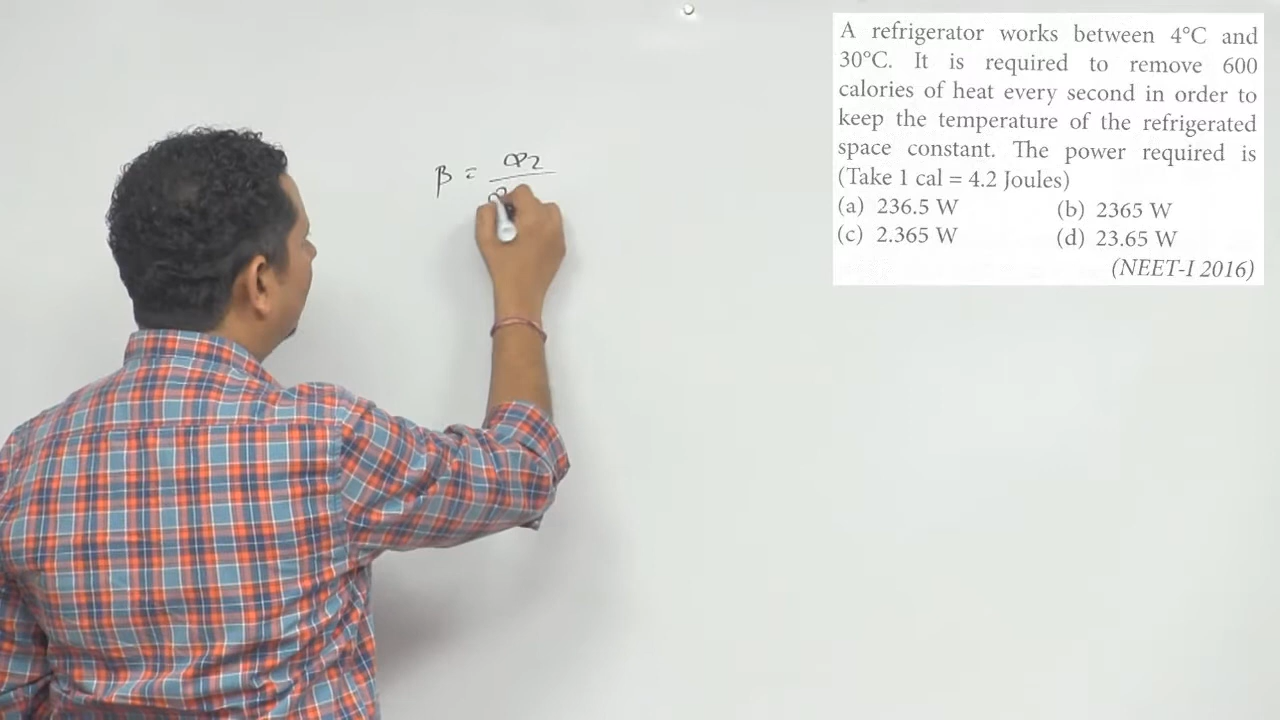 β = Q2
A refrigerator works between 4°C and
30°C. It is required to remove 600
calories of heat every second in order to
keep the temperature of the refrigerated
space constant. The power required is
(Take 1 cal = 4.2 Joules)
(a) 236.5 W (b) 2365 W
(c) 2.365 W (d) 23.65 W
(NEET-I 2016)